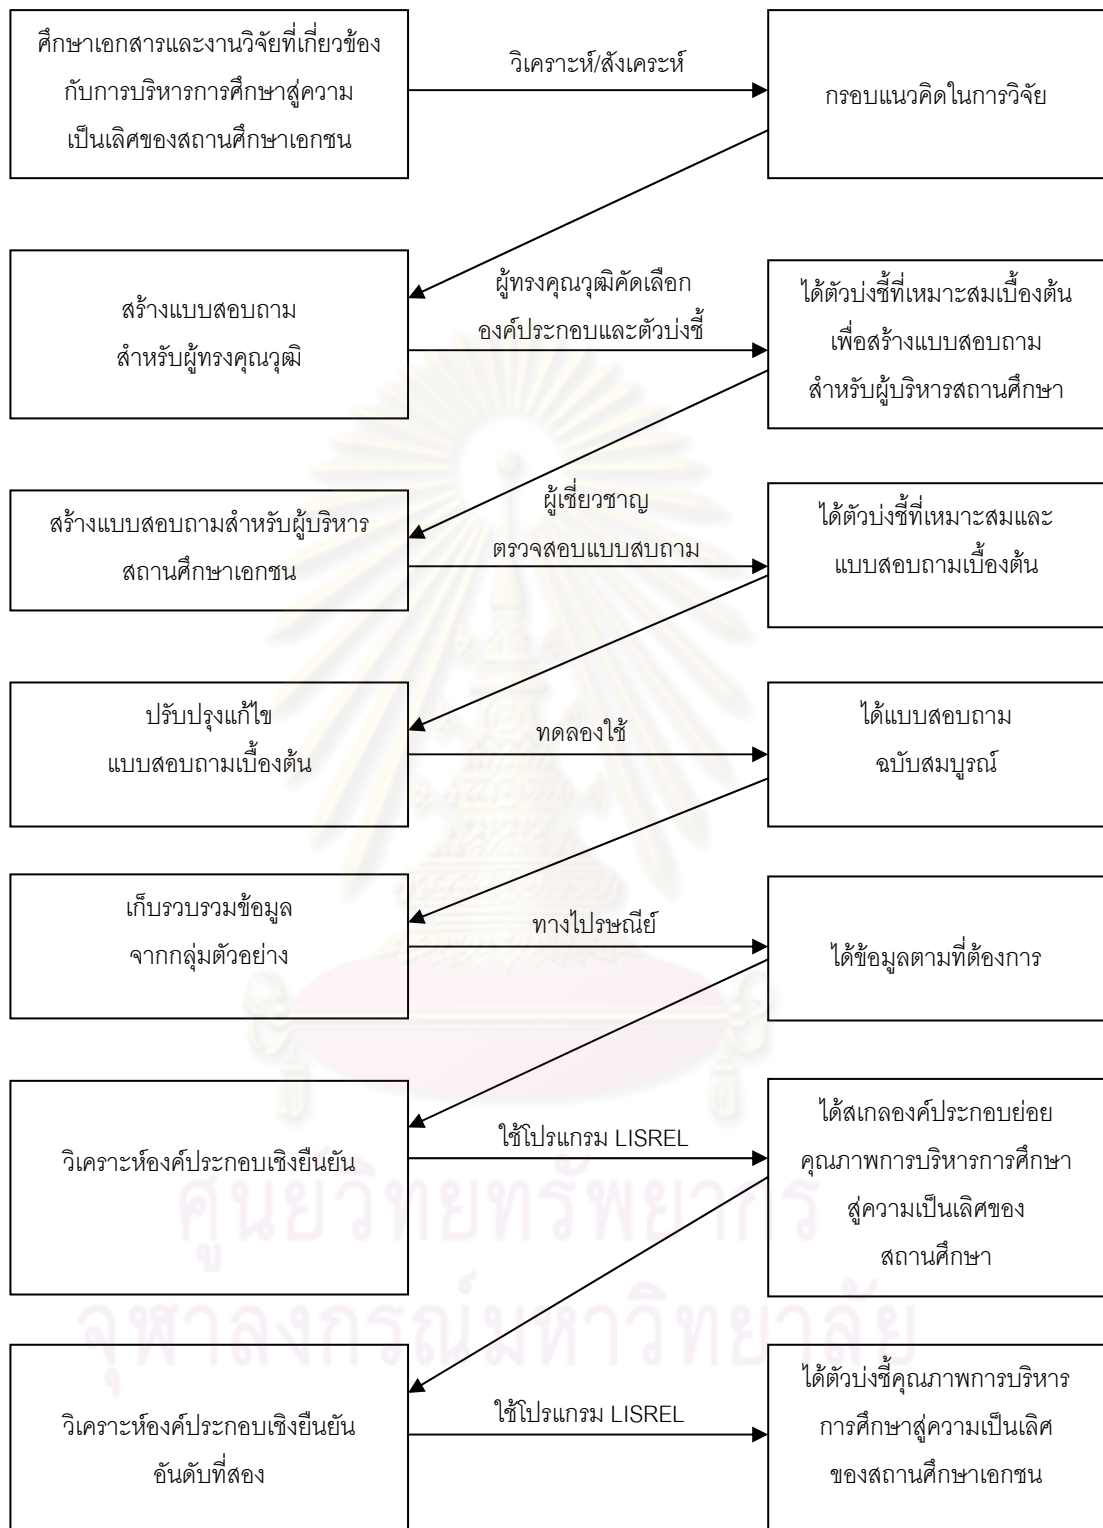 ศึกษาเอกสารและงานวิจัยที่เกี่ยวข้อง
กับการบริหารการศึกษาสู่ความ
เป็นเลิศของสถานศึกษาเอกชน
วิเคราะห์/สังเคระห์
กรอบแนวคิดในการวิจัย
สร้างแบบสอบถาม
สำหรับผู้ทรงคุณวุฒิ
ผู้ทรงคุณวุฒิคัดเลือก
องค์ประกอบและตัวบ่งชี้
ได้ตัวบ่งชี้ที่เหมาะสมเบื้องต้น
เพื่อสร้างแบบสอบถาม
สำหรับผู้บริหารสถานศึกษา
สร้างแบบสอบถามสำหรับผู้บริหาร
สถานศึกษาเอกชน
ผู้เชี่ยวชาญ
ตรวจสอบแบบสบถาม
ได้ตัวบ่งชี้ที่เหมาะสมและ
แบบสอบถามเบื้องต้น
ปรับปรุงแก้ไข
แบบสอบถามเบื้องต้น
ทดลองใช้
ได้แบบสอบถาม
ฉบับสมบูรณ์
เก็บรวบรวมข้อมูล
จากกลุ่มตัวอย่าง
ทางไปรษณีย์
ได้ข้อมูลตามที่ต้องการ
วิเคราะห์องค์ประกอบเชิงยืนยัน
ใช้โปรแกรม LISREL
ได้สเกลองค์ประกอบย่อย
คุณภาพการบริหารการศึกษา
สู่ความเป็นเลิศของ
สถานศึกษา
ศูนย์วิทยทรัพยากร
จุฬาลงกรณ์มหาวิทยาลัย
วิเคราะห์องค์ประกอบเชิงยืนยัน
อันดับที่สอง
ใช้โปรแกรม LISREL
ได้ตัวบ่งชี้คุณภาพการบริหาร
การศึกษาสู่ความเป็นเลิศ
ของสถานศึกษาเอกชน